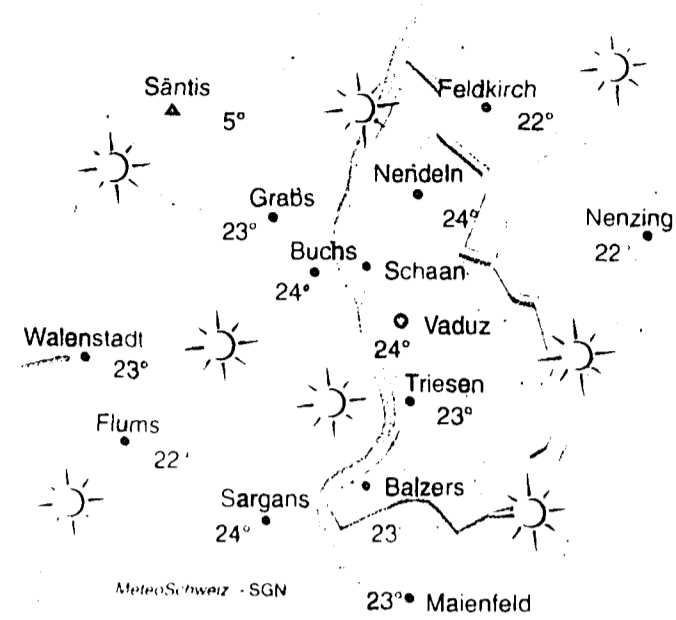 Säntis
5°
Feldkirch
22°
Nendeln
24°
Grabs
23°
Nenzing
22
Buchs
24°
Schaan
Vaduz
24°
Walenstadt
23°
Triesen
23°
Flums
22
Balzers
23
Sargans
24°
MeteoSchweiz - SGN
23° Maienfeld